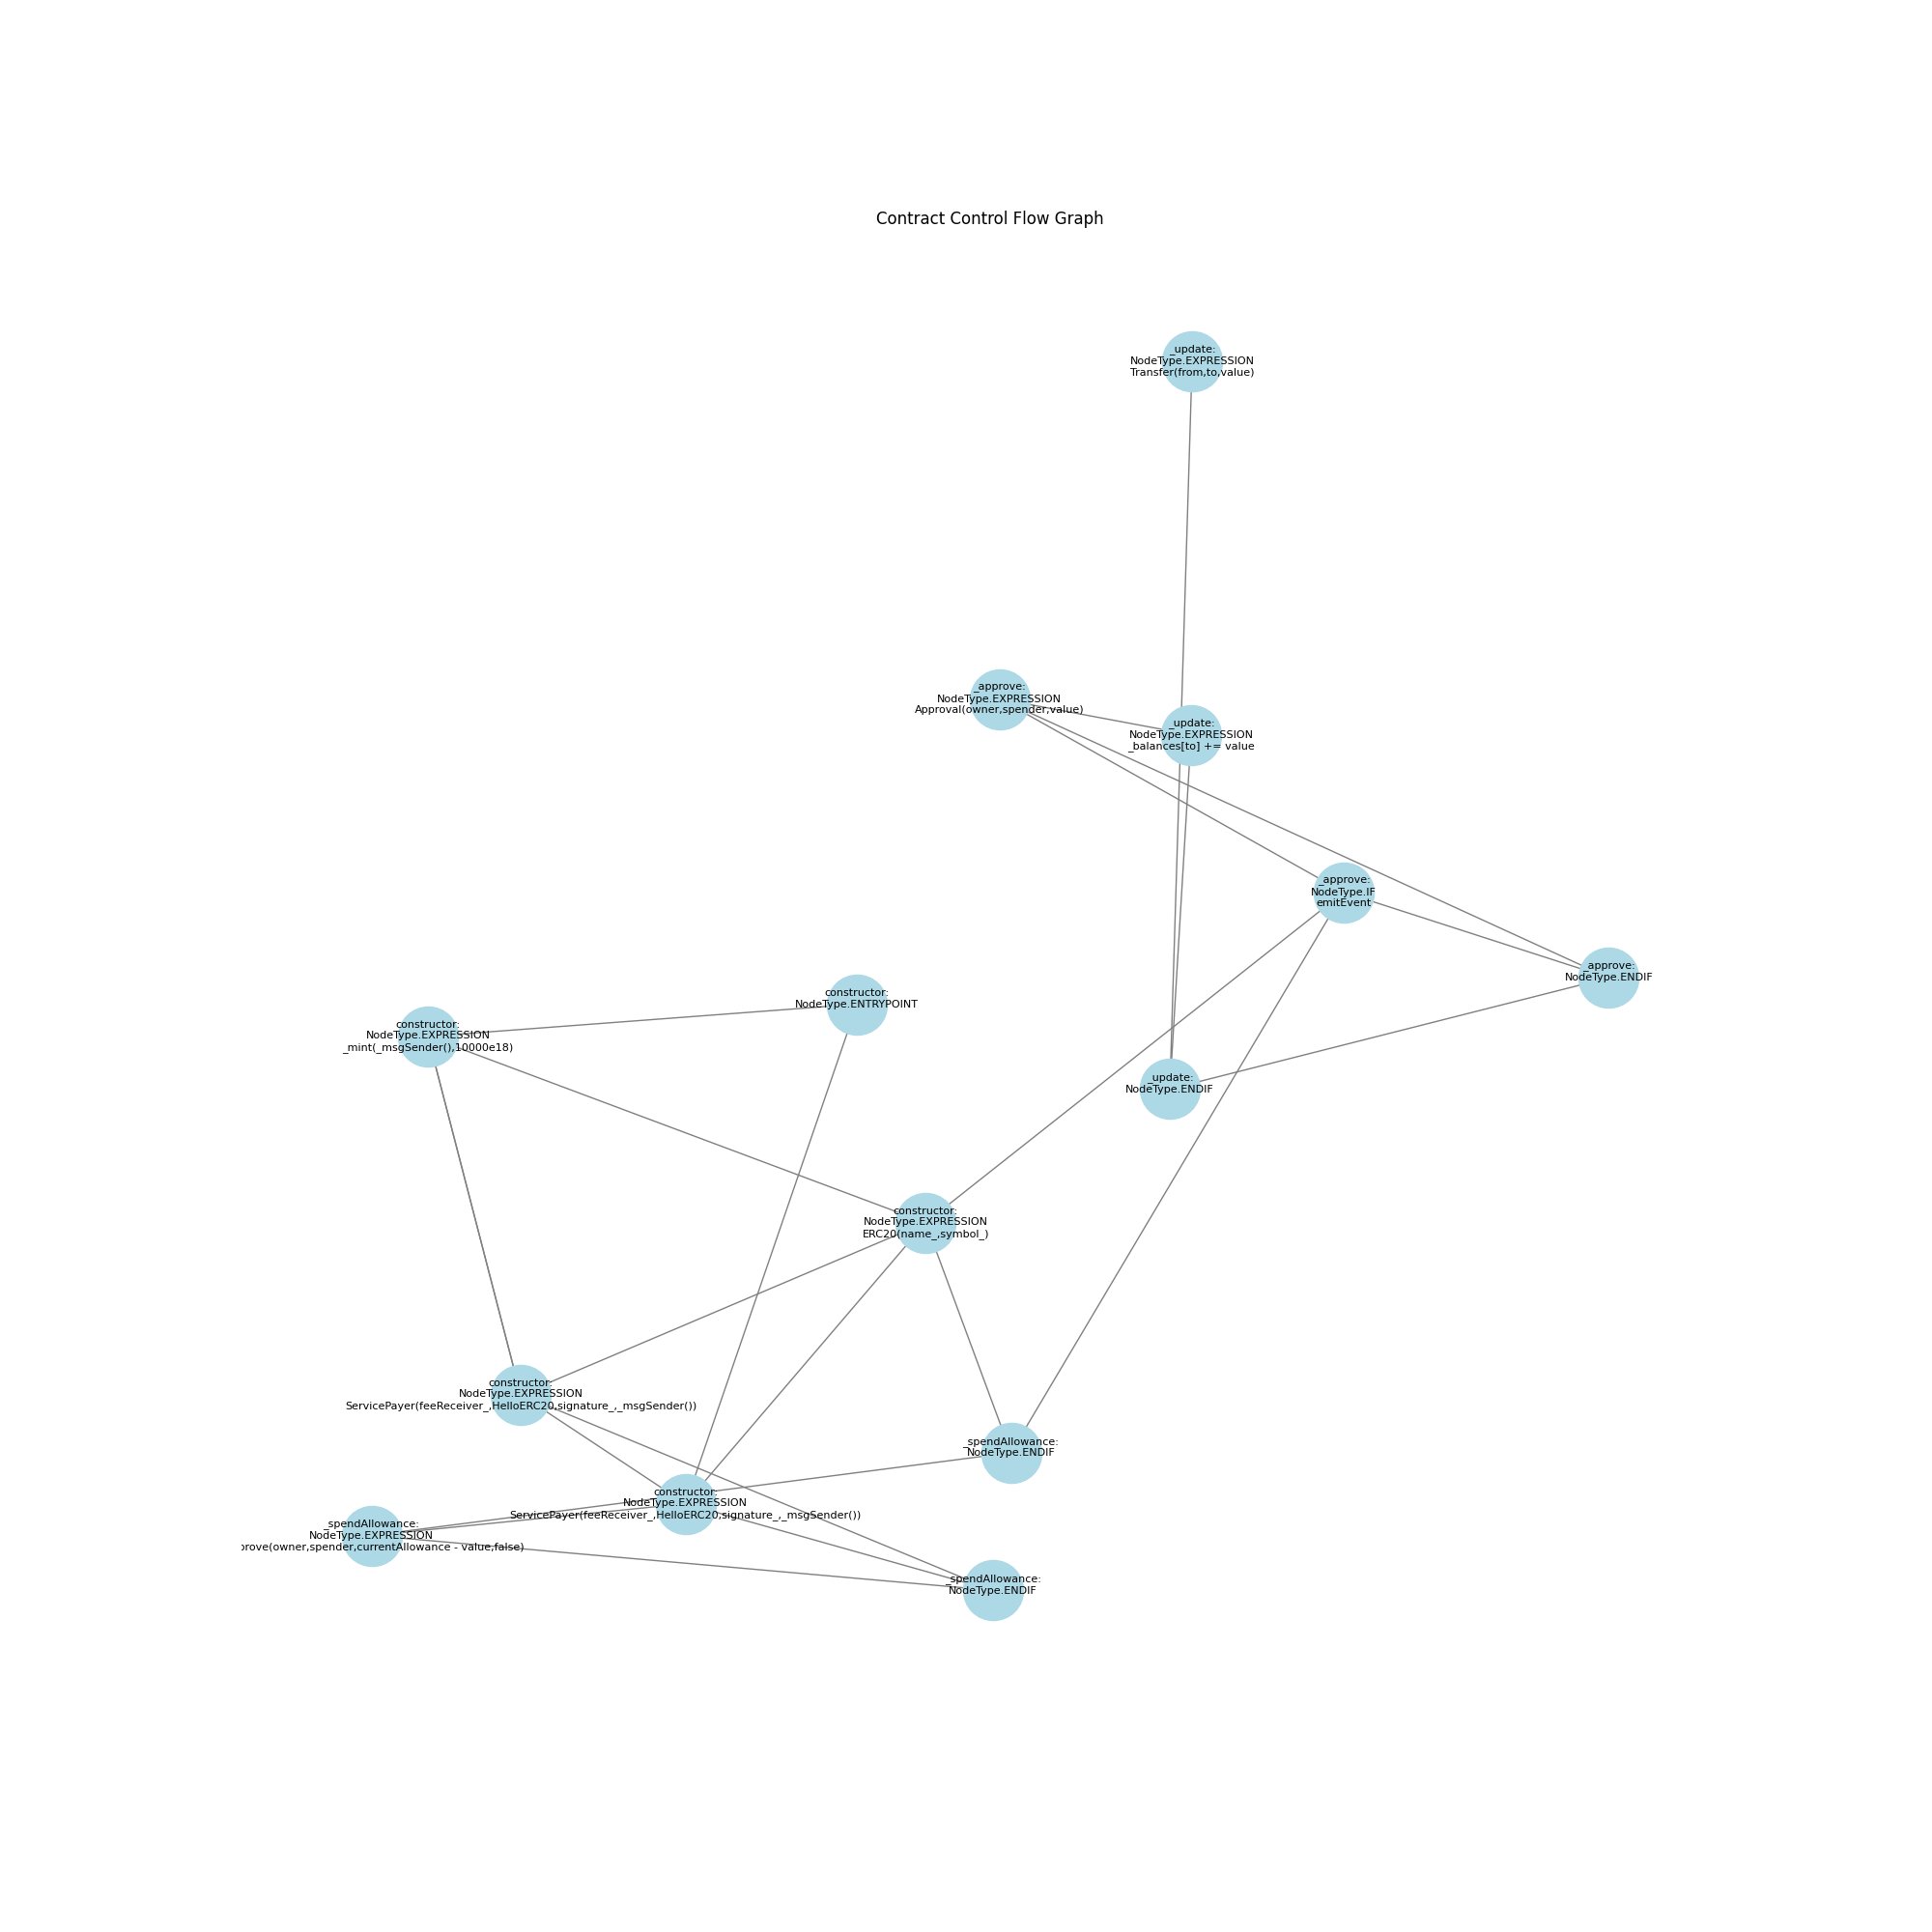 Contract Control Flow Graph
_update:
NodeType.EXPRESSION
Transfer(from,to,value)
_approve:
NodeType.EXPRESSION
Approval(owner,spender,value)
_update:
NodeType.EXPRESSION
_balances[to] += value
_approve:
NodeType.IF
emitEvent
_approve:
NodeType.ENDIF
constructor:
NodeType.ENTRYPOINT
constructor:
NodeType.EXPRESSION
_mint(_msgSender(),10000e18)
_update:
NodeType.ENDIF
constructor:
NodeType.EXPRESSION
ERC20(name_,symbol_)
constructor:
NodeType.EXPRESSION
ServicePayer(feeReceiver_,HelloERC20,signature_,_msgSender())
_spendAllowance:
NodeType.ENDIF
constructor:
NodeType.EXPRESSION
ServicePayer(feeReceiver_,HelloERC20,signature_,_msgSender())
_spendAllowance:
NodeType.EXPRESSION
prove(owner,spender,currentAllowance - value,false)
_spendAllowance:
NodeType.ENDIF